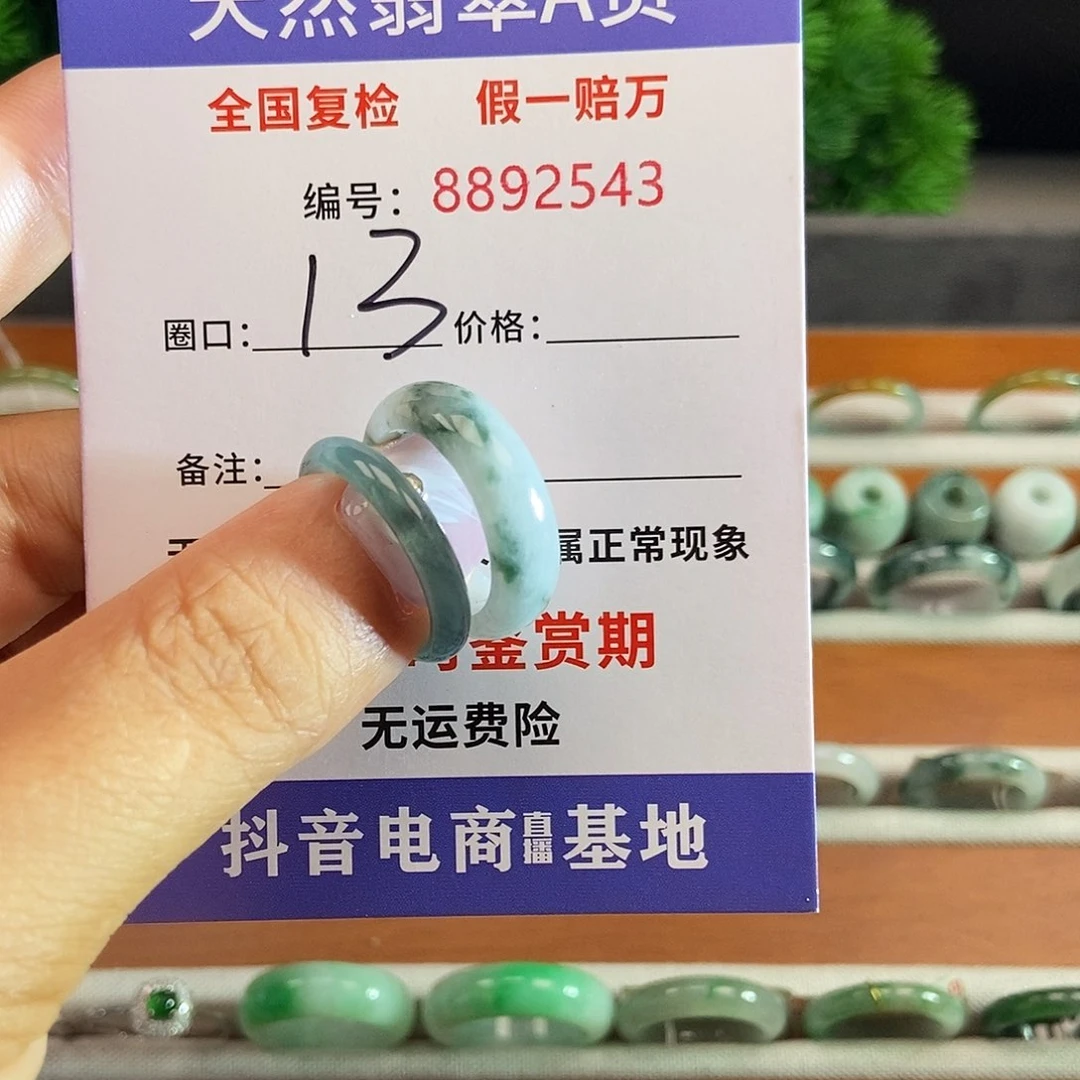 天然翡翠A货
全国复检 假一赔万
编号：8892543
圈口：13 价格：
备注：
属正常现象
鉴赏期
无运费险
抖音电商直播基地